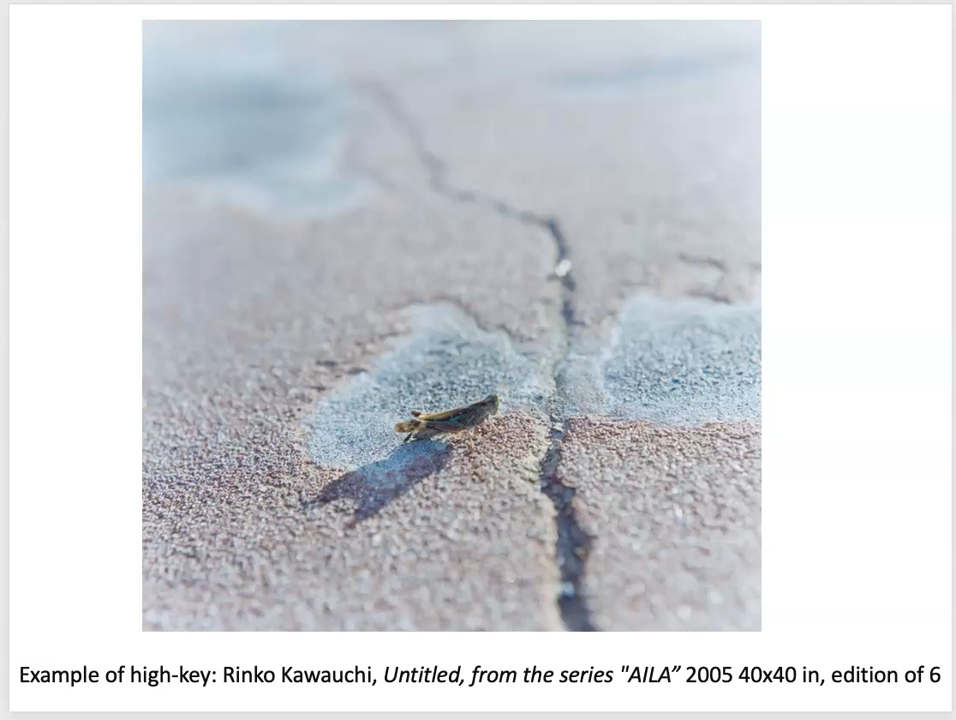 Example of high-key: Rinko Kawauchi, Untitled, from the series "AILA” 2005 40x40 in, edition of 6